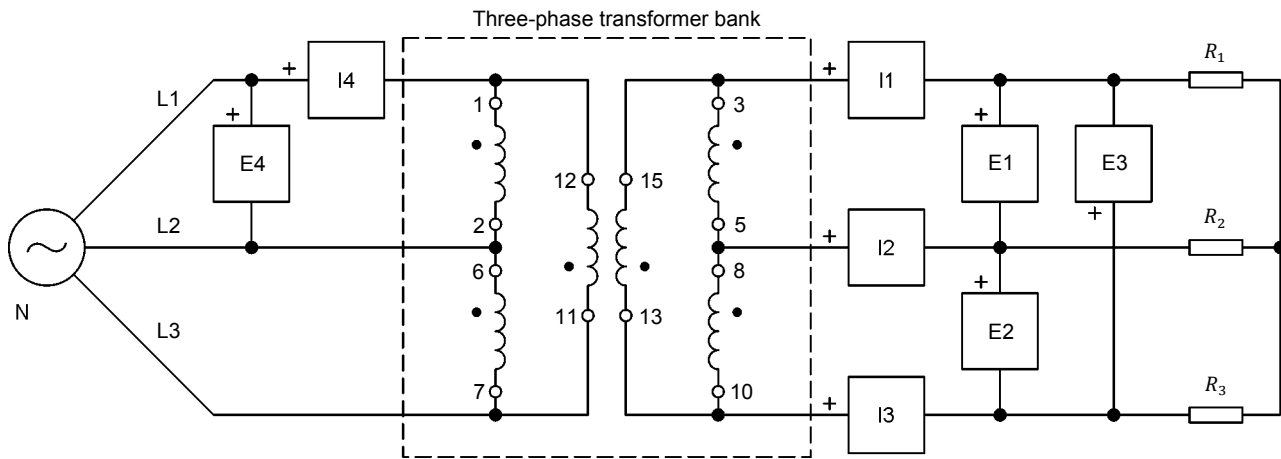 Three-phase transformer bank
L1
+
I4
+
E4
L2
N
L3
1
2
6
7
12
11
15
13
3
5
8
10
+
I1
+
I2
+
I3
+
E1
E3
+
+
E2
R₁
R₂
R₃